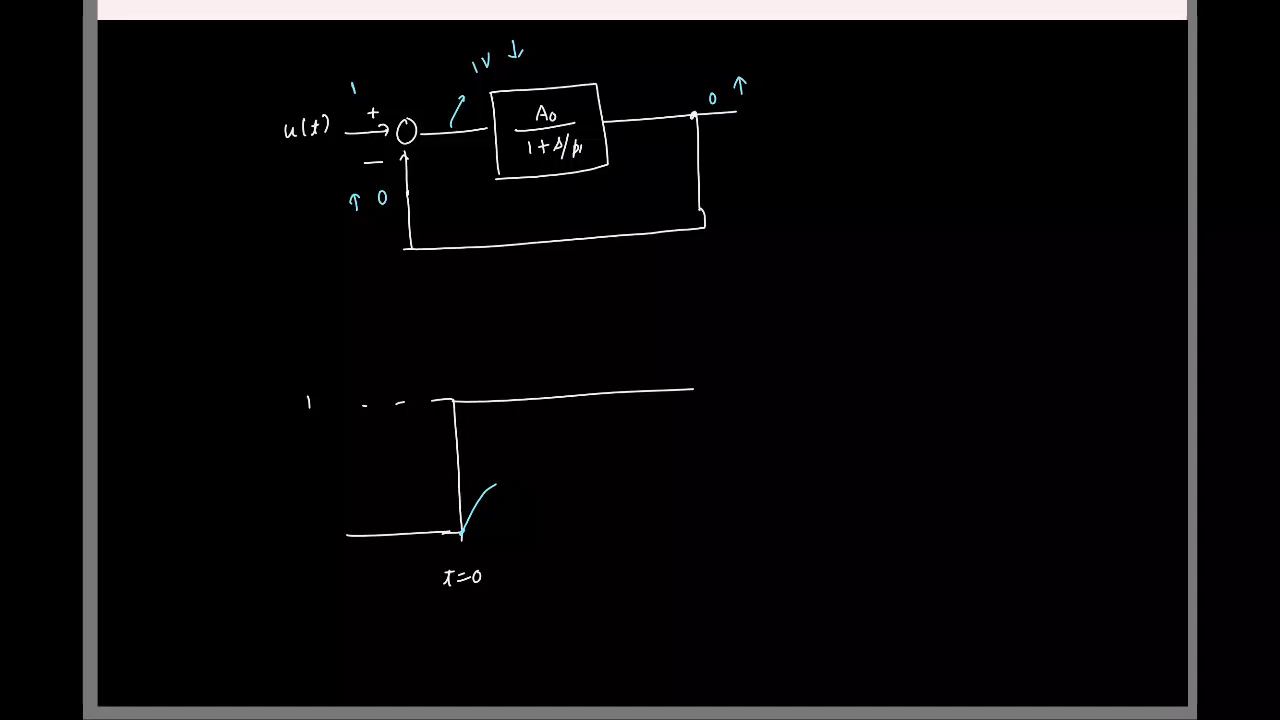 1V ↓
1
0 ↑
+
u(t)
A₀
1 + s/p₁
−
↑ 0
1
t=0